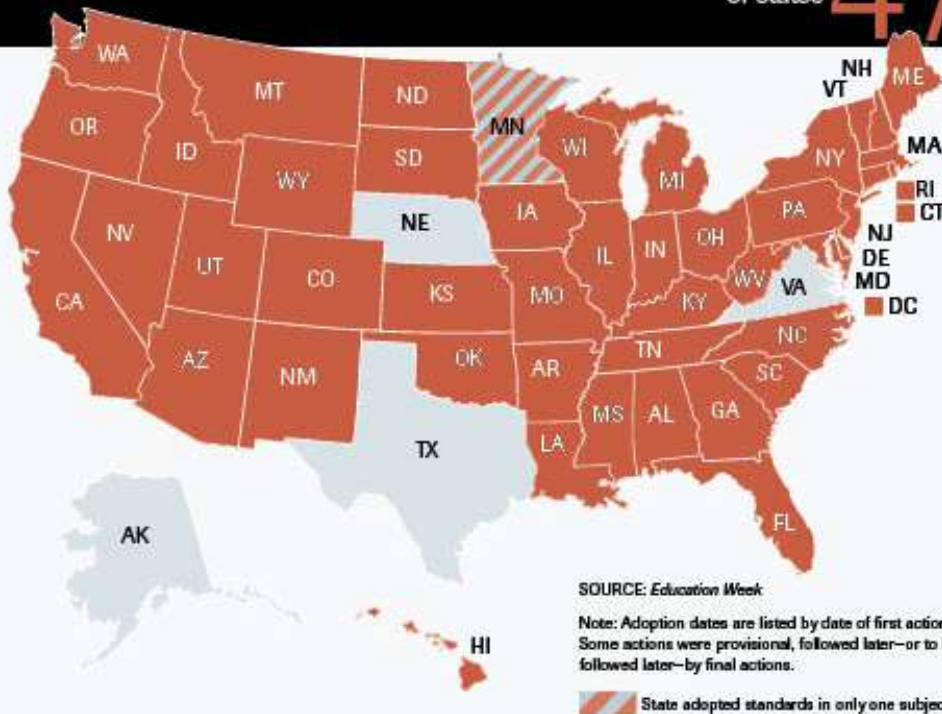 of states
WA
MT
ND
MN
VT
NH
ME
OR
ID
SD
WI
NY
MA
WY
MI
RI
CT
NE
IA
PA
NJ
NV
UT
CO
IL
IN
OH
DE
MD
WV
VA
DC
CA
KS
MO
KY
AZ
NM
OK
AR
TN
NC
SC
MS
AL
GA
TX
LA
AK
FL
HI
SOURCE: Education Week
Note: Adoption dates are listed by date of first action
Some actions were provisional, followed later—or to
followed later—by final actions.
State adopted standards in only one